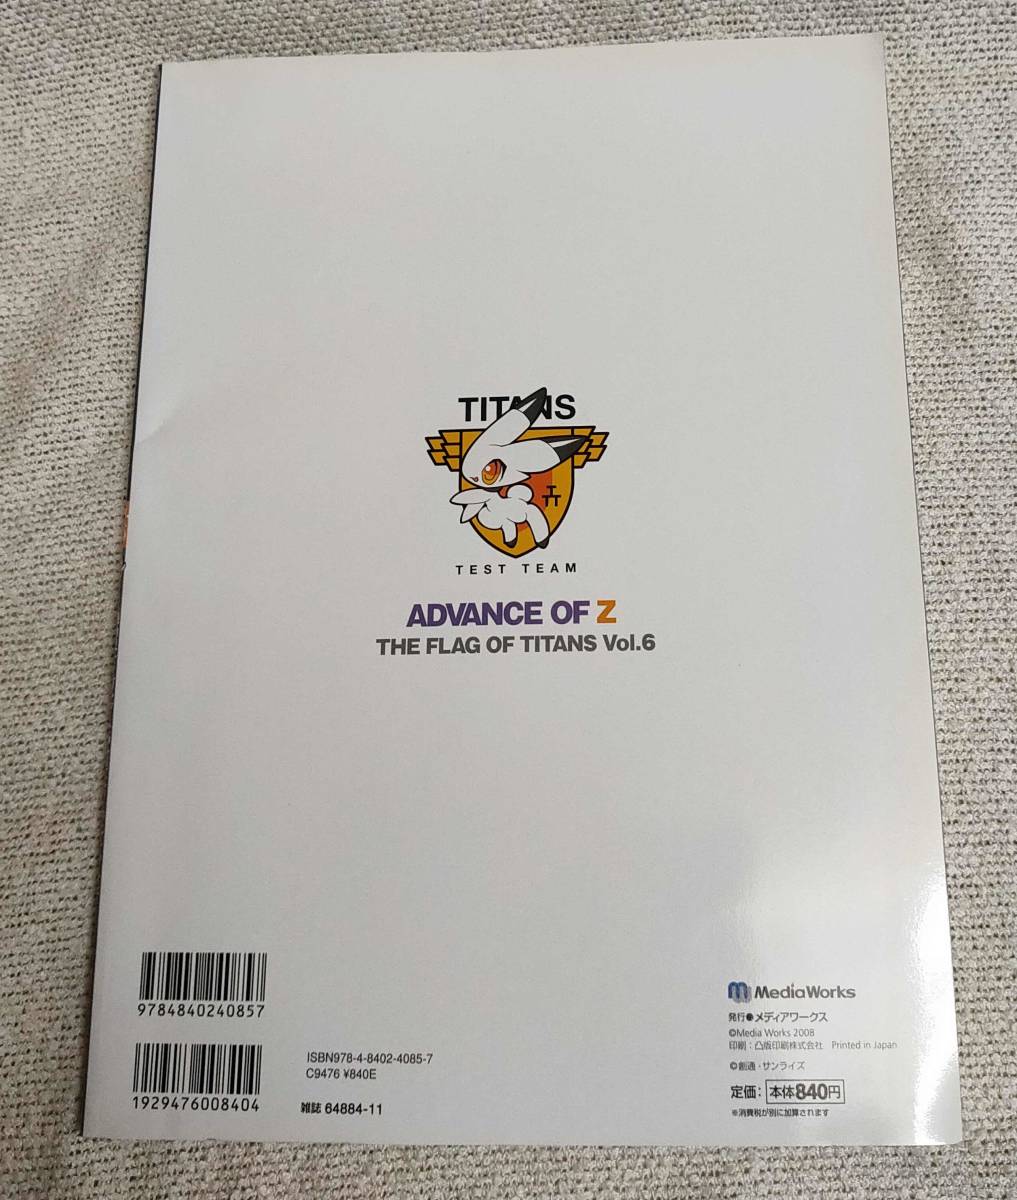 TITANS
TEST TEAM
ADVANCE OF Z
THE FLAG OF TITANS Vol.6
9784840240857
1929476008404
ISBN978-4-8402-4085-7
C9476 ¥840E
雑誌 64884-11
MediaWorks
発行●メディアワークス
©Media Works 2008
印刷：凸版印刷株式会社 Printed in Japan
©創通・サンライズ
定価：本体840円
※消費税が別に加算されます